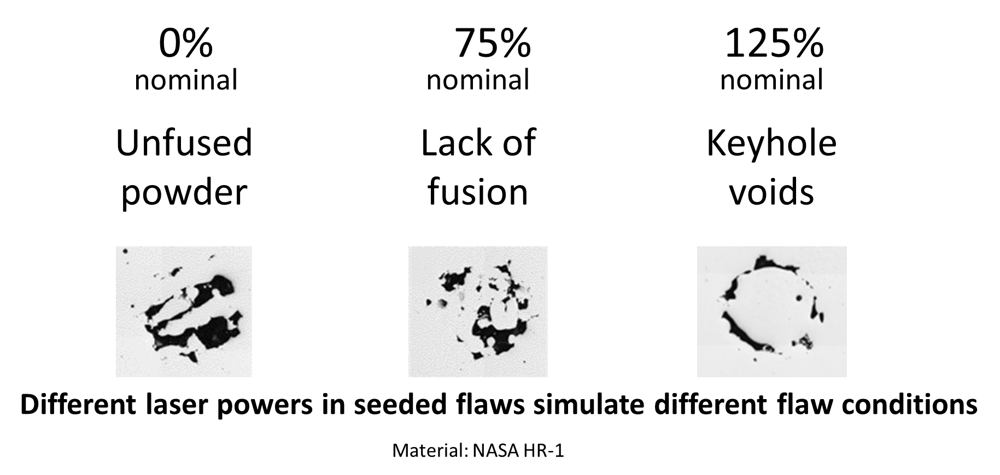 0%
nominal
Unfused
powder
75%
nominal
Lack of
fusion
125%
nominal
Keyhole
voids
Different laser powers in seeded flaws simulate different flaw conditions
Material: NASA HR-1